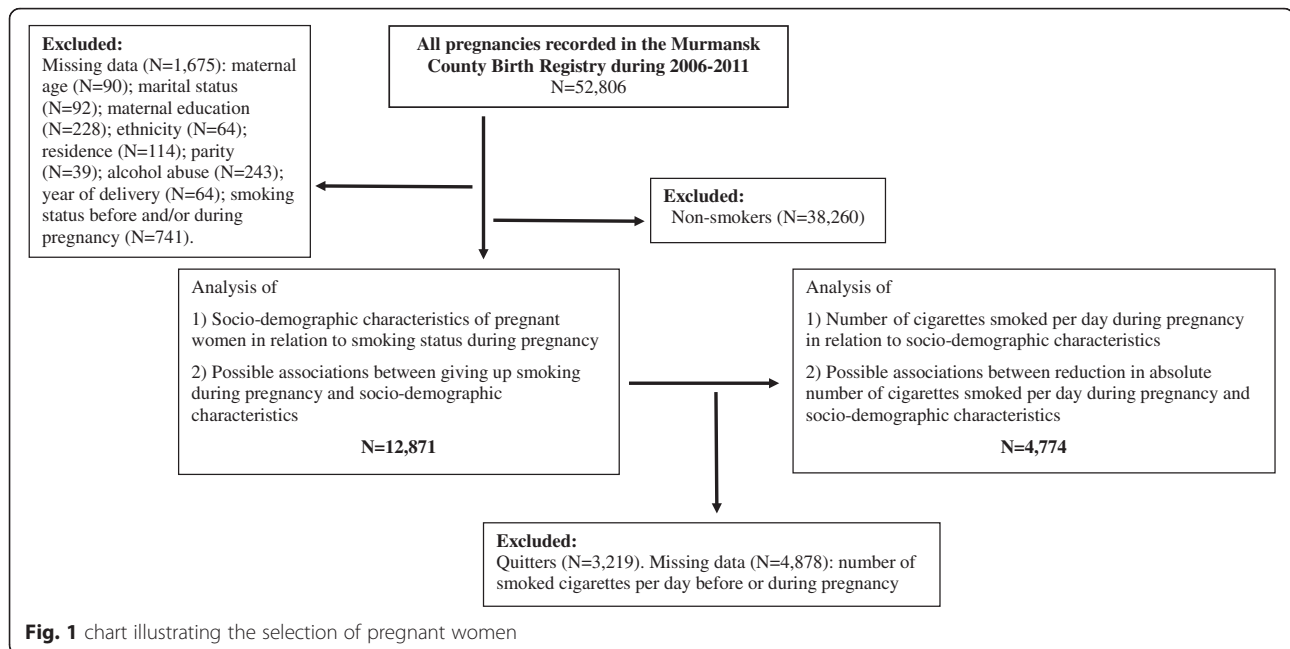 Excluded:
Missing data (N=1,675): maternal
age (N=90); marital status
(N=92); maternal education
(N=228); ethnicity (N=64);
residence (N=114); parity
(N=39); alcohol abuse (N=243);
year of delivery (N=64); smoking
status before and/or during
pregnancy (N=741).
All pregnancies recorded in the Murmansk
County Birth Registry during 2006-2011
N=52,806
Excluded:
Non-smokers (N=38,260)
Analysis of
1) Socio-demographic characteristics of pregnant
women in relation to smoking status during pregnancy
2) Possible associations between giving up smoking
during pregnancy and socio-demographic
characteristics
N=12,871
Analysis of
1) Number of cigarettes smoked per day during pregnancy
in relation to socio-demographic characteristics
2) Possible associations between reduction in absolute
number of cigarettes smoked per day during pregnancy and
socio-demographic characteristics
N=4,774
Excluded:
Quitters (N=3,219). Missing data (N=4,878): number of
smoked cigarettes per day before or during pregnancy
Fig. 1 chart illustrating the selection of pregnant women